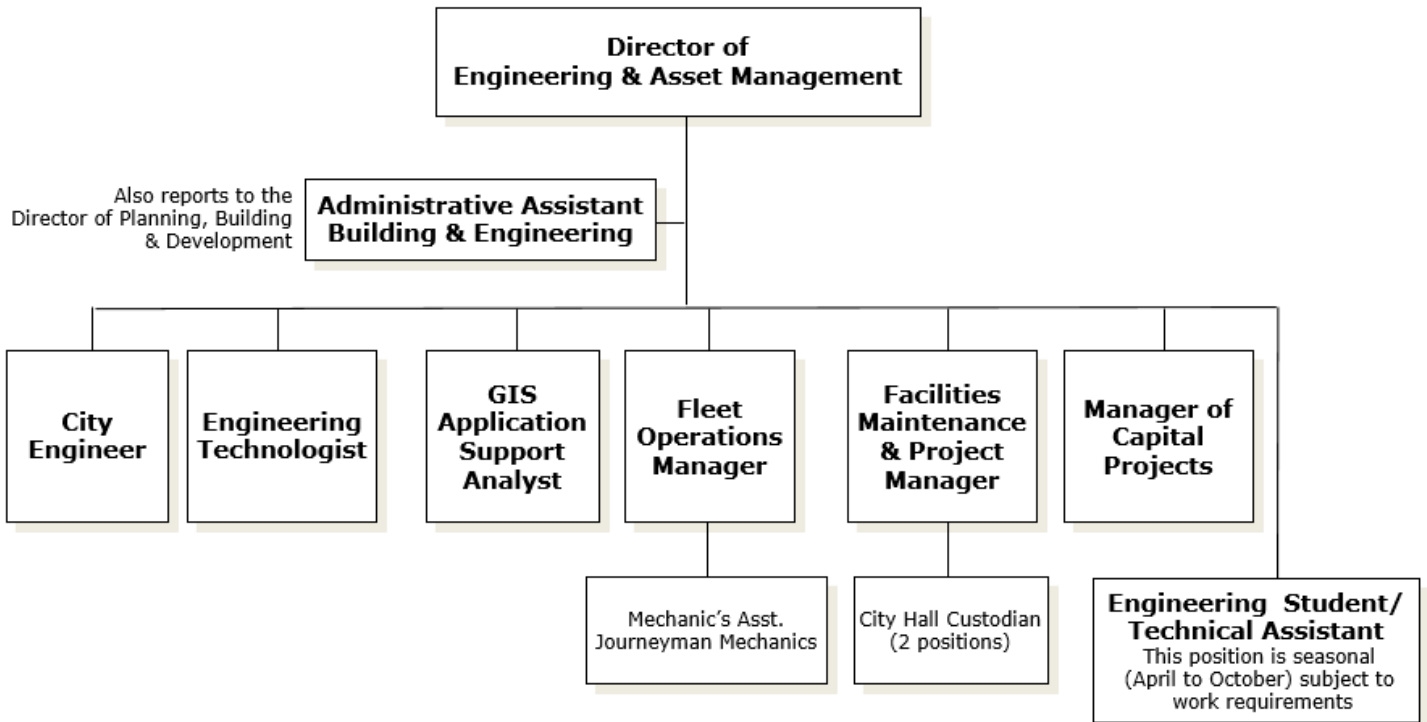 Director of
Engineering & Asset Management
Also reports to the
Director of Planning, Building
& Development
Administrative Assistant
Building & Engineering
City
Engineer
Engineering
Technologist
GIS
Application
Support
Analyst
Fleet
Operations
Manager
Facilities
Maintenance
& Project
Manager
Manager of
Capital
Projects
Mechanic's Asst.
Journeyman Mechanics
City Hall Custodian
(2 positions)
Engineering Student/
Technical Assistant
This position is seasonal
(April to October) subject to
work requirements